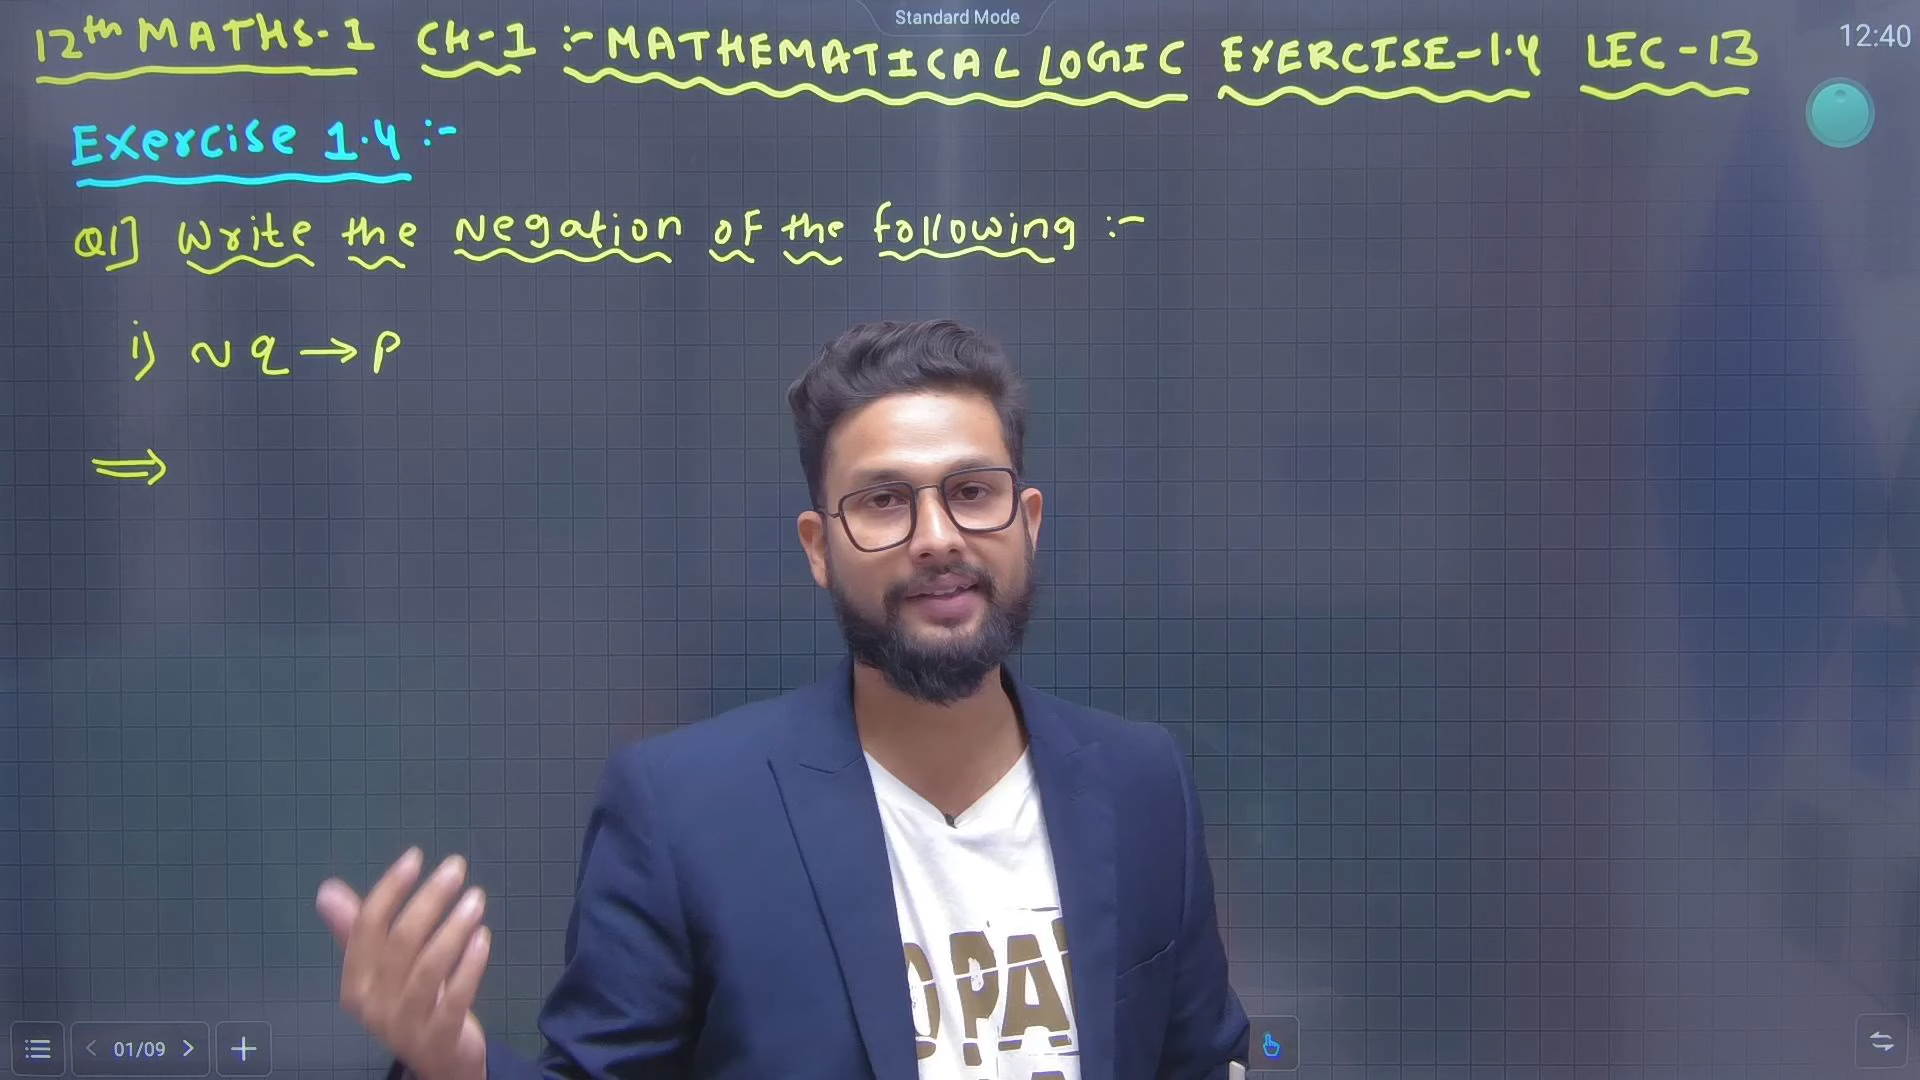 Standard Mode
12:40
12th MATHS-1 CH-1 :- MATHEMATICAL LOGIC EXERCISE-1.4 LEC-13
Exercise 1.4 :-
Q1] Write the Negation of the following :-
i) ~q → p
⟹
PA
01/09